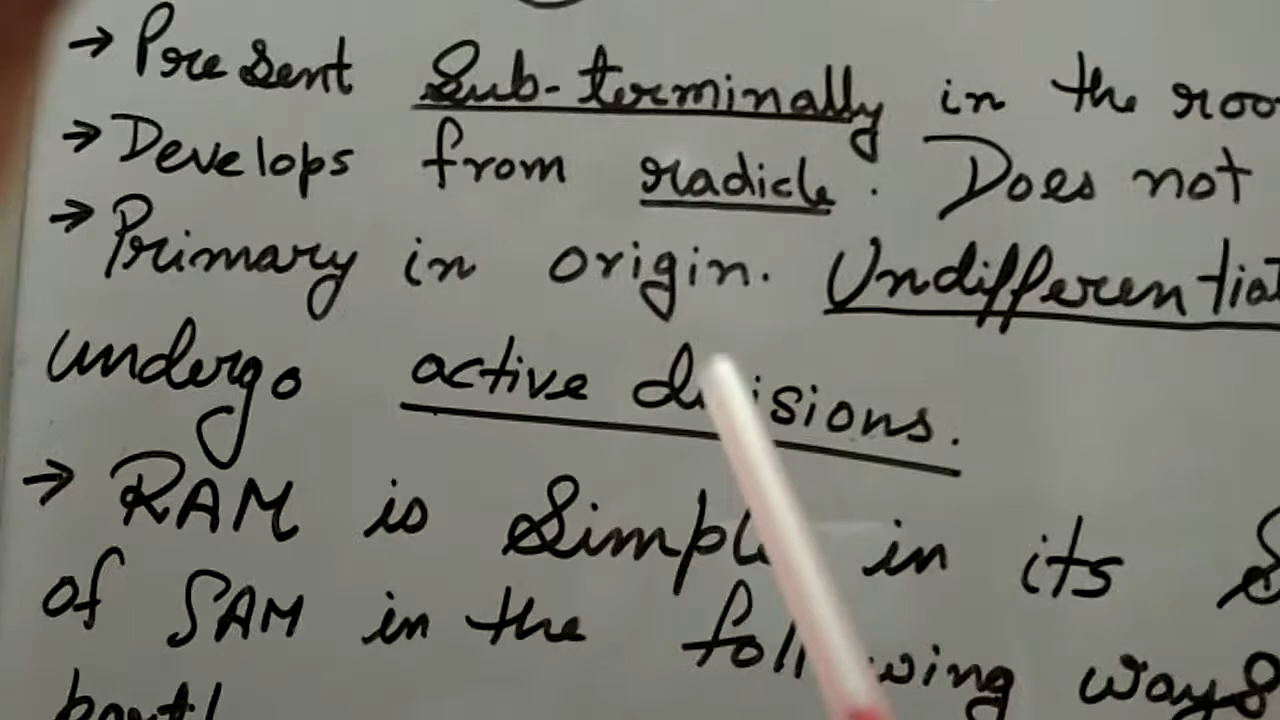 → Present Sub-terminally in the roo
→ Develops from radicle. Does not
→ Primary in origin. Undifferentiat
undergo active divisions.
→ RAM is Simple in its S
of SAM in the following ways